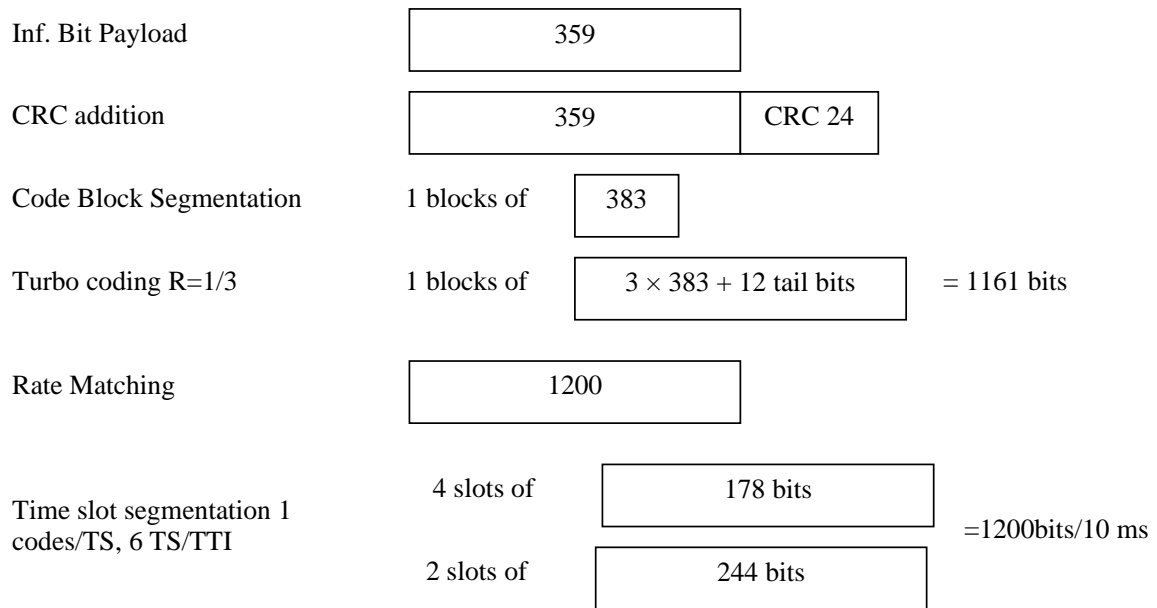 Inf. Bit Payload 359
CRC addition 359 CRC 24
Code Block Segmentation 1 blocks of 383
Turbo coding R=1/3 1 blocks of 3 × 383 + 12 tail bits = 1161 bits
Rate Matching 1200
4 slots of 178 bits
Time slot segmentation 1
codes/TS, 6 TS/TTI
=1200bits/10 ms
2 slots of 244 bits